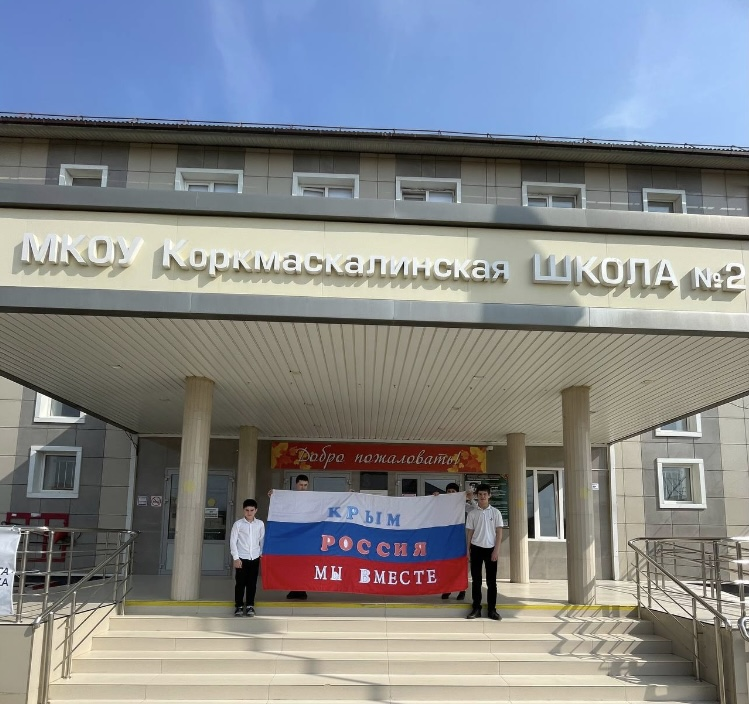 МКОУ Коркмаскалинская ШКОЛА №2
Добро пожаловать!
КРЫМ
РОССИЯ
МЫ ВМЕСТЕ